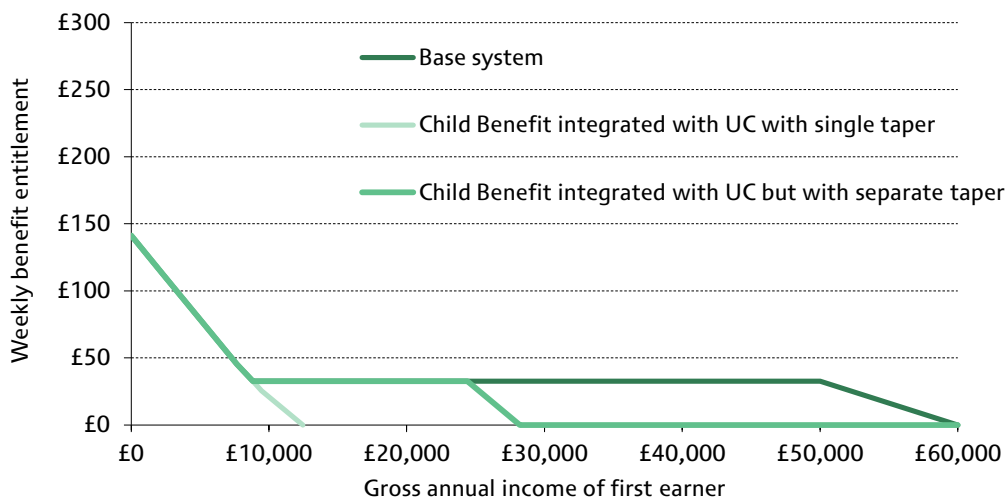 £300
£250
£200
£150
£100
£50
£0
Weekly benefit entitlement
Base system
Child Benefit integrated with UC with single taper
Child Benefit integrated with UC but with separate taper
£0 £10,000 £20,000 £30,000 £40,000 £50,000 £60,000
Gross annual income of first earner